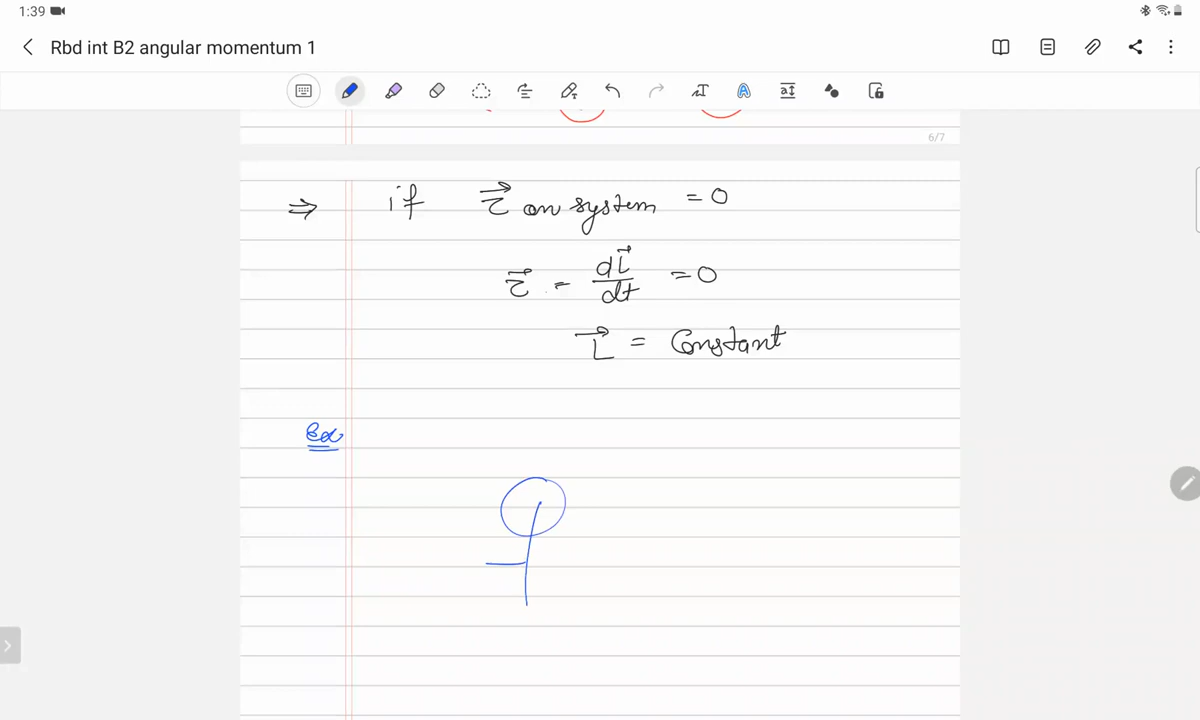 1:39
Rbd int B2 angular momentum 1
6/7
⇒ if τ⃗ on system = 0
τ⃗ = dL⃗/dt = 0
L⃗ = Constant
Ex